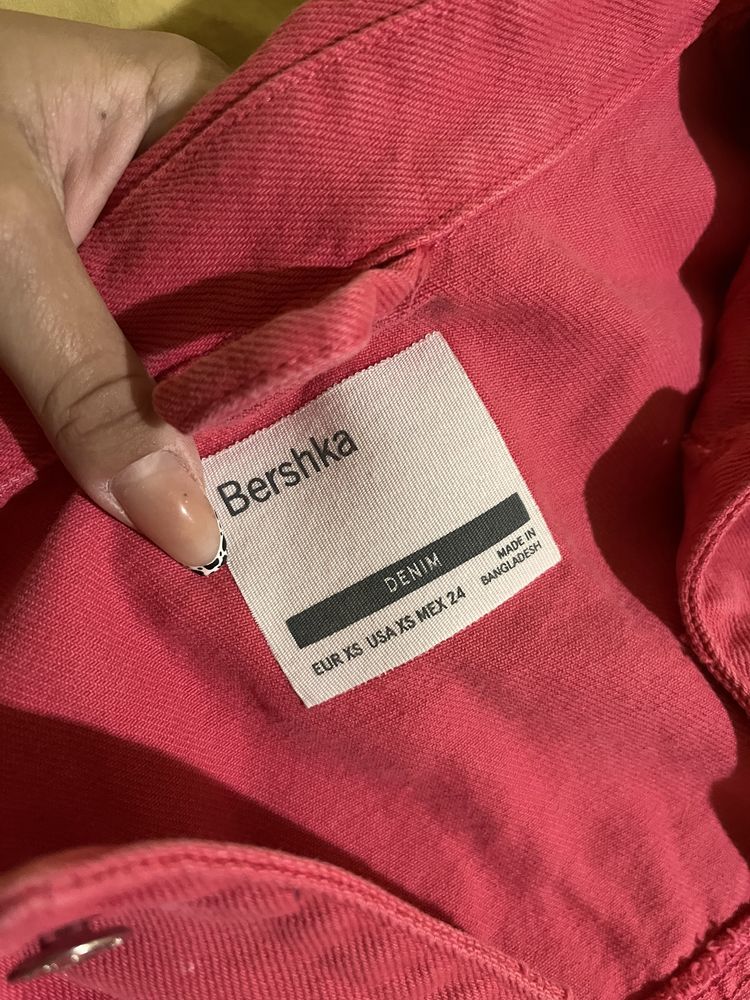 Bershka
DENIM
EUR XS USA XS MEX 24
MADE IN
BANGLADESH